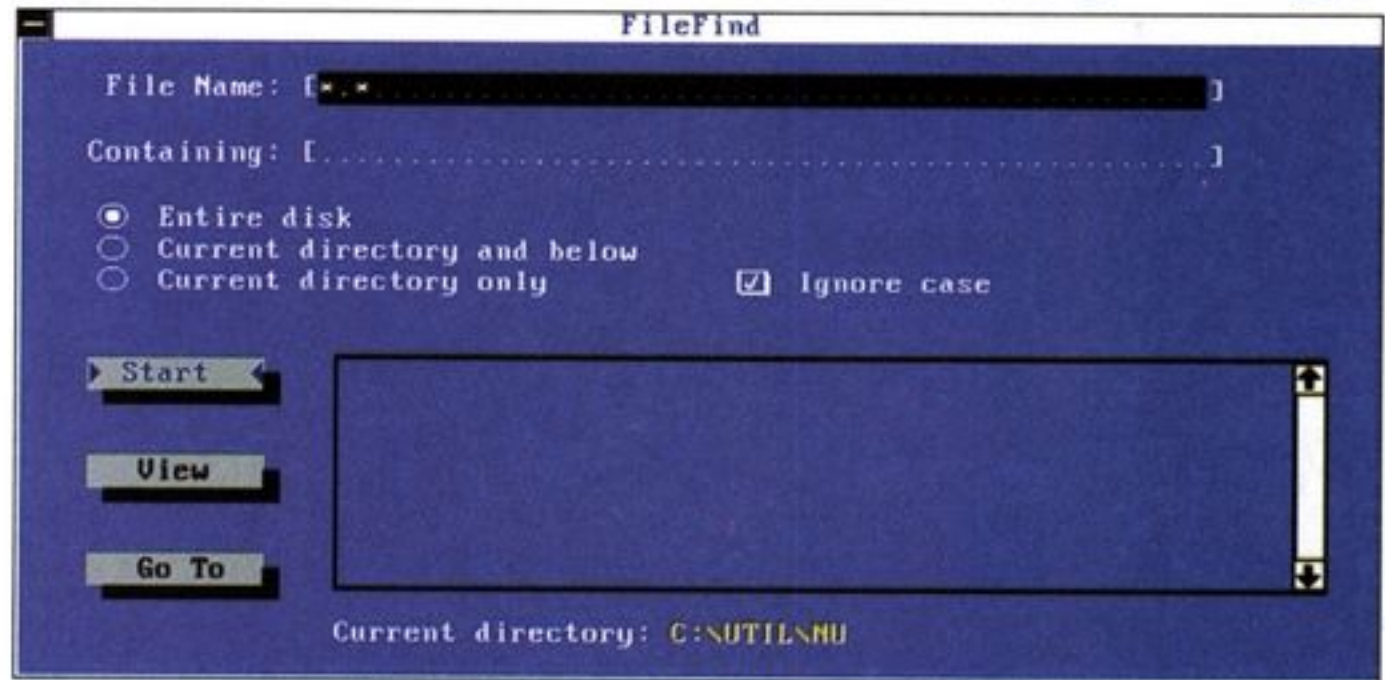 FileFind
File Name: [*.*..................................................]
Containing: [..................................................]
Entire disk
Current directory and below
Current directory only
Ignore case
Start
View
Go To
Current directory: C:\UTIL\NU